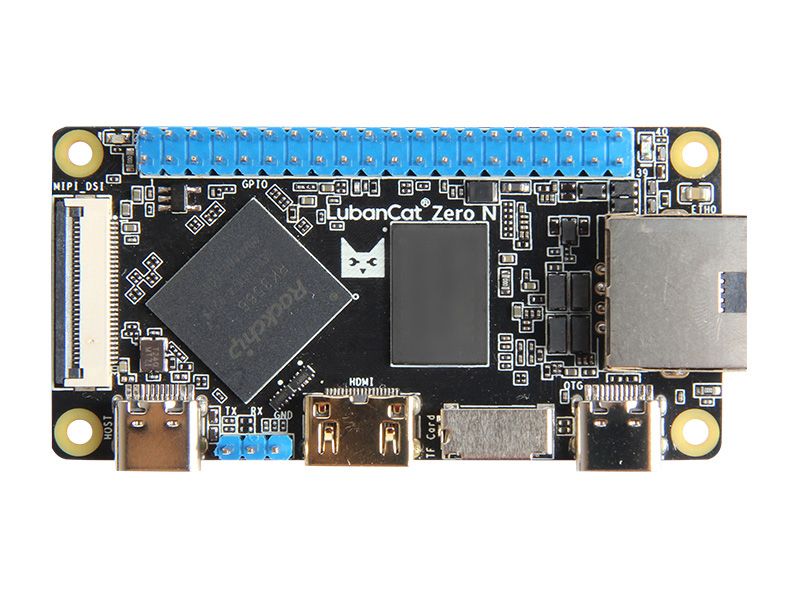 40
39
GPIO
MIPI_DSI
LubanCat® Zero N
ETH0
Rockchip
HDMI
OTG
HOST
TX
RX
GND
TF Card